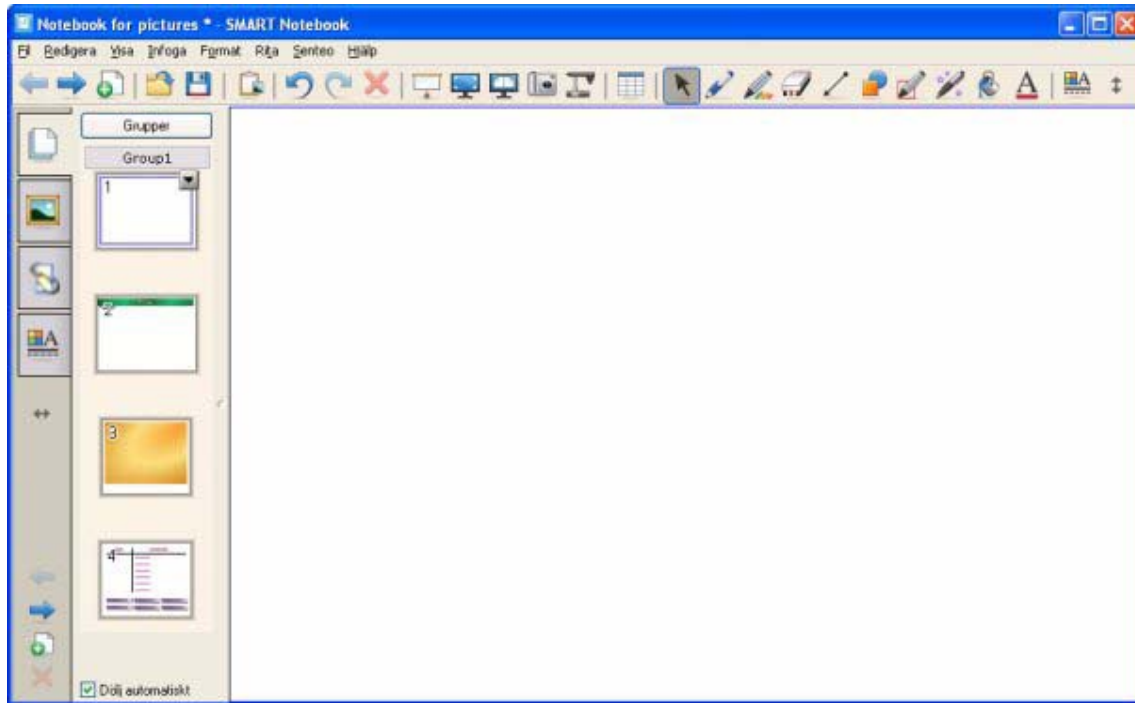 Notebook for pictures * - SMART Notebook
Fil Redigera Visa Infoga Format Rita Senteo Hjälp
A A
Grupper
Group1
1
2
3
A
4
Dölj automatiskt